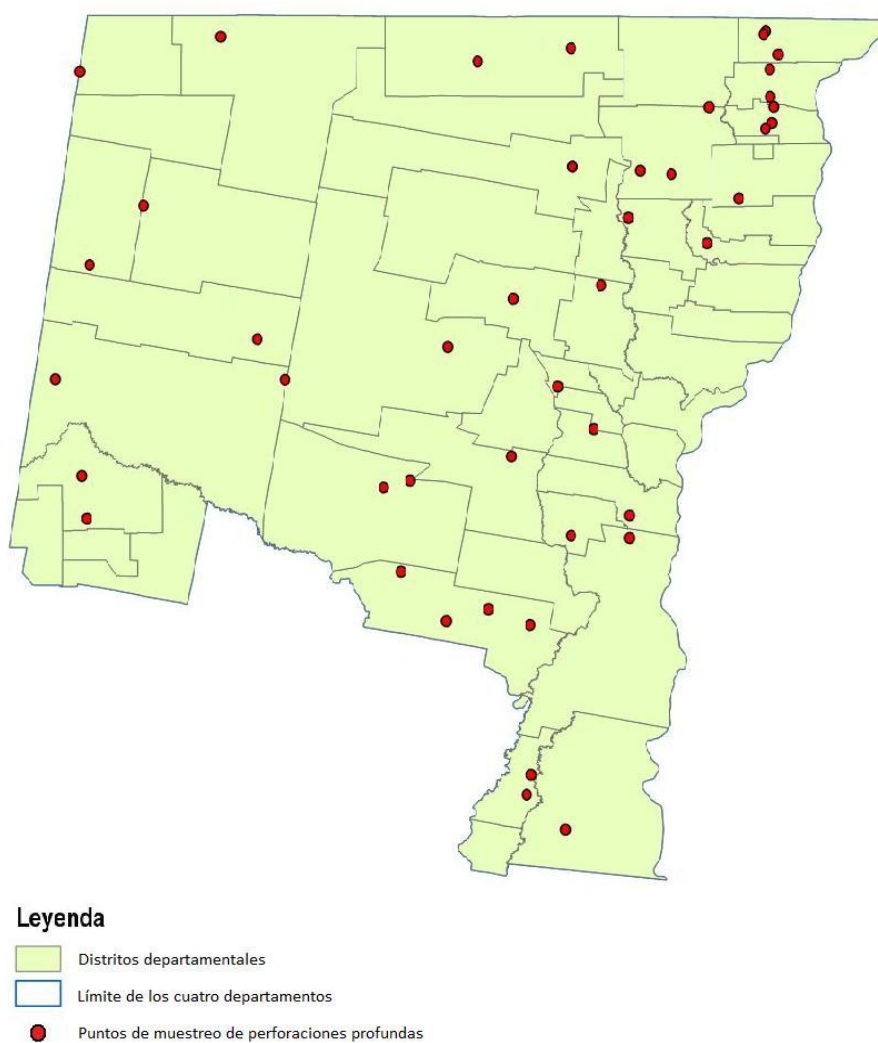 Leyenda
Distritos departamentales
Límite de los cuatro departamentos
Puntos de muestreo de perforaciones profundas